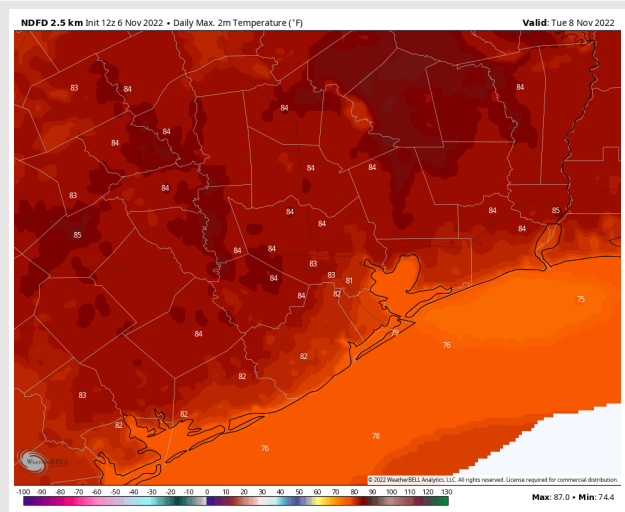 NDFD 2.5 km Init 12z 6 Nov 2022 • Daily Max. 2m Temperature (°F) Valid: Tue 8 Nov 2022
83 84 84
84
84 84
84 84
84
83
84 84 85
85 84 84
84 84
83
84 83 81
84 82 75
84 79
76
82
82
83
82 82
76 78
WEATHERBELL
© 2022 WeatherBELL Analytics, LLC. All rights reserved. License required for commercial distribution.
-100 -90 -80 -70 -60 -50 -40 -30 -20 -10 0 10 20 30 40 50 60 70 80 90 100 110 120 130 Max: 87.0 • Min: 74.4